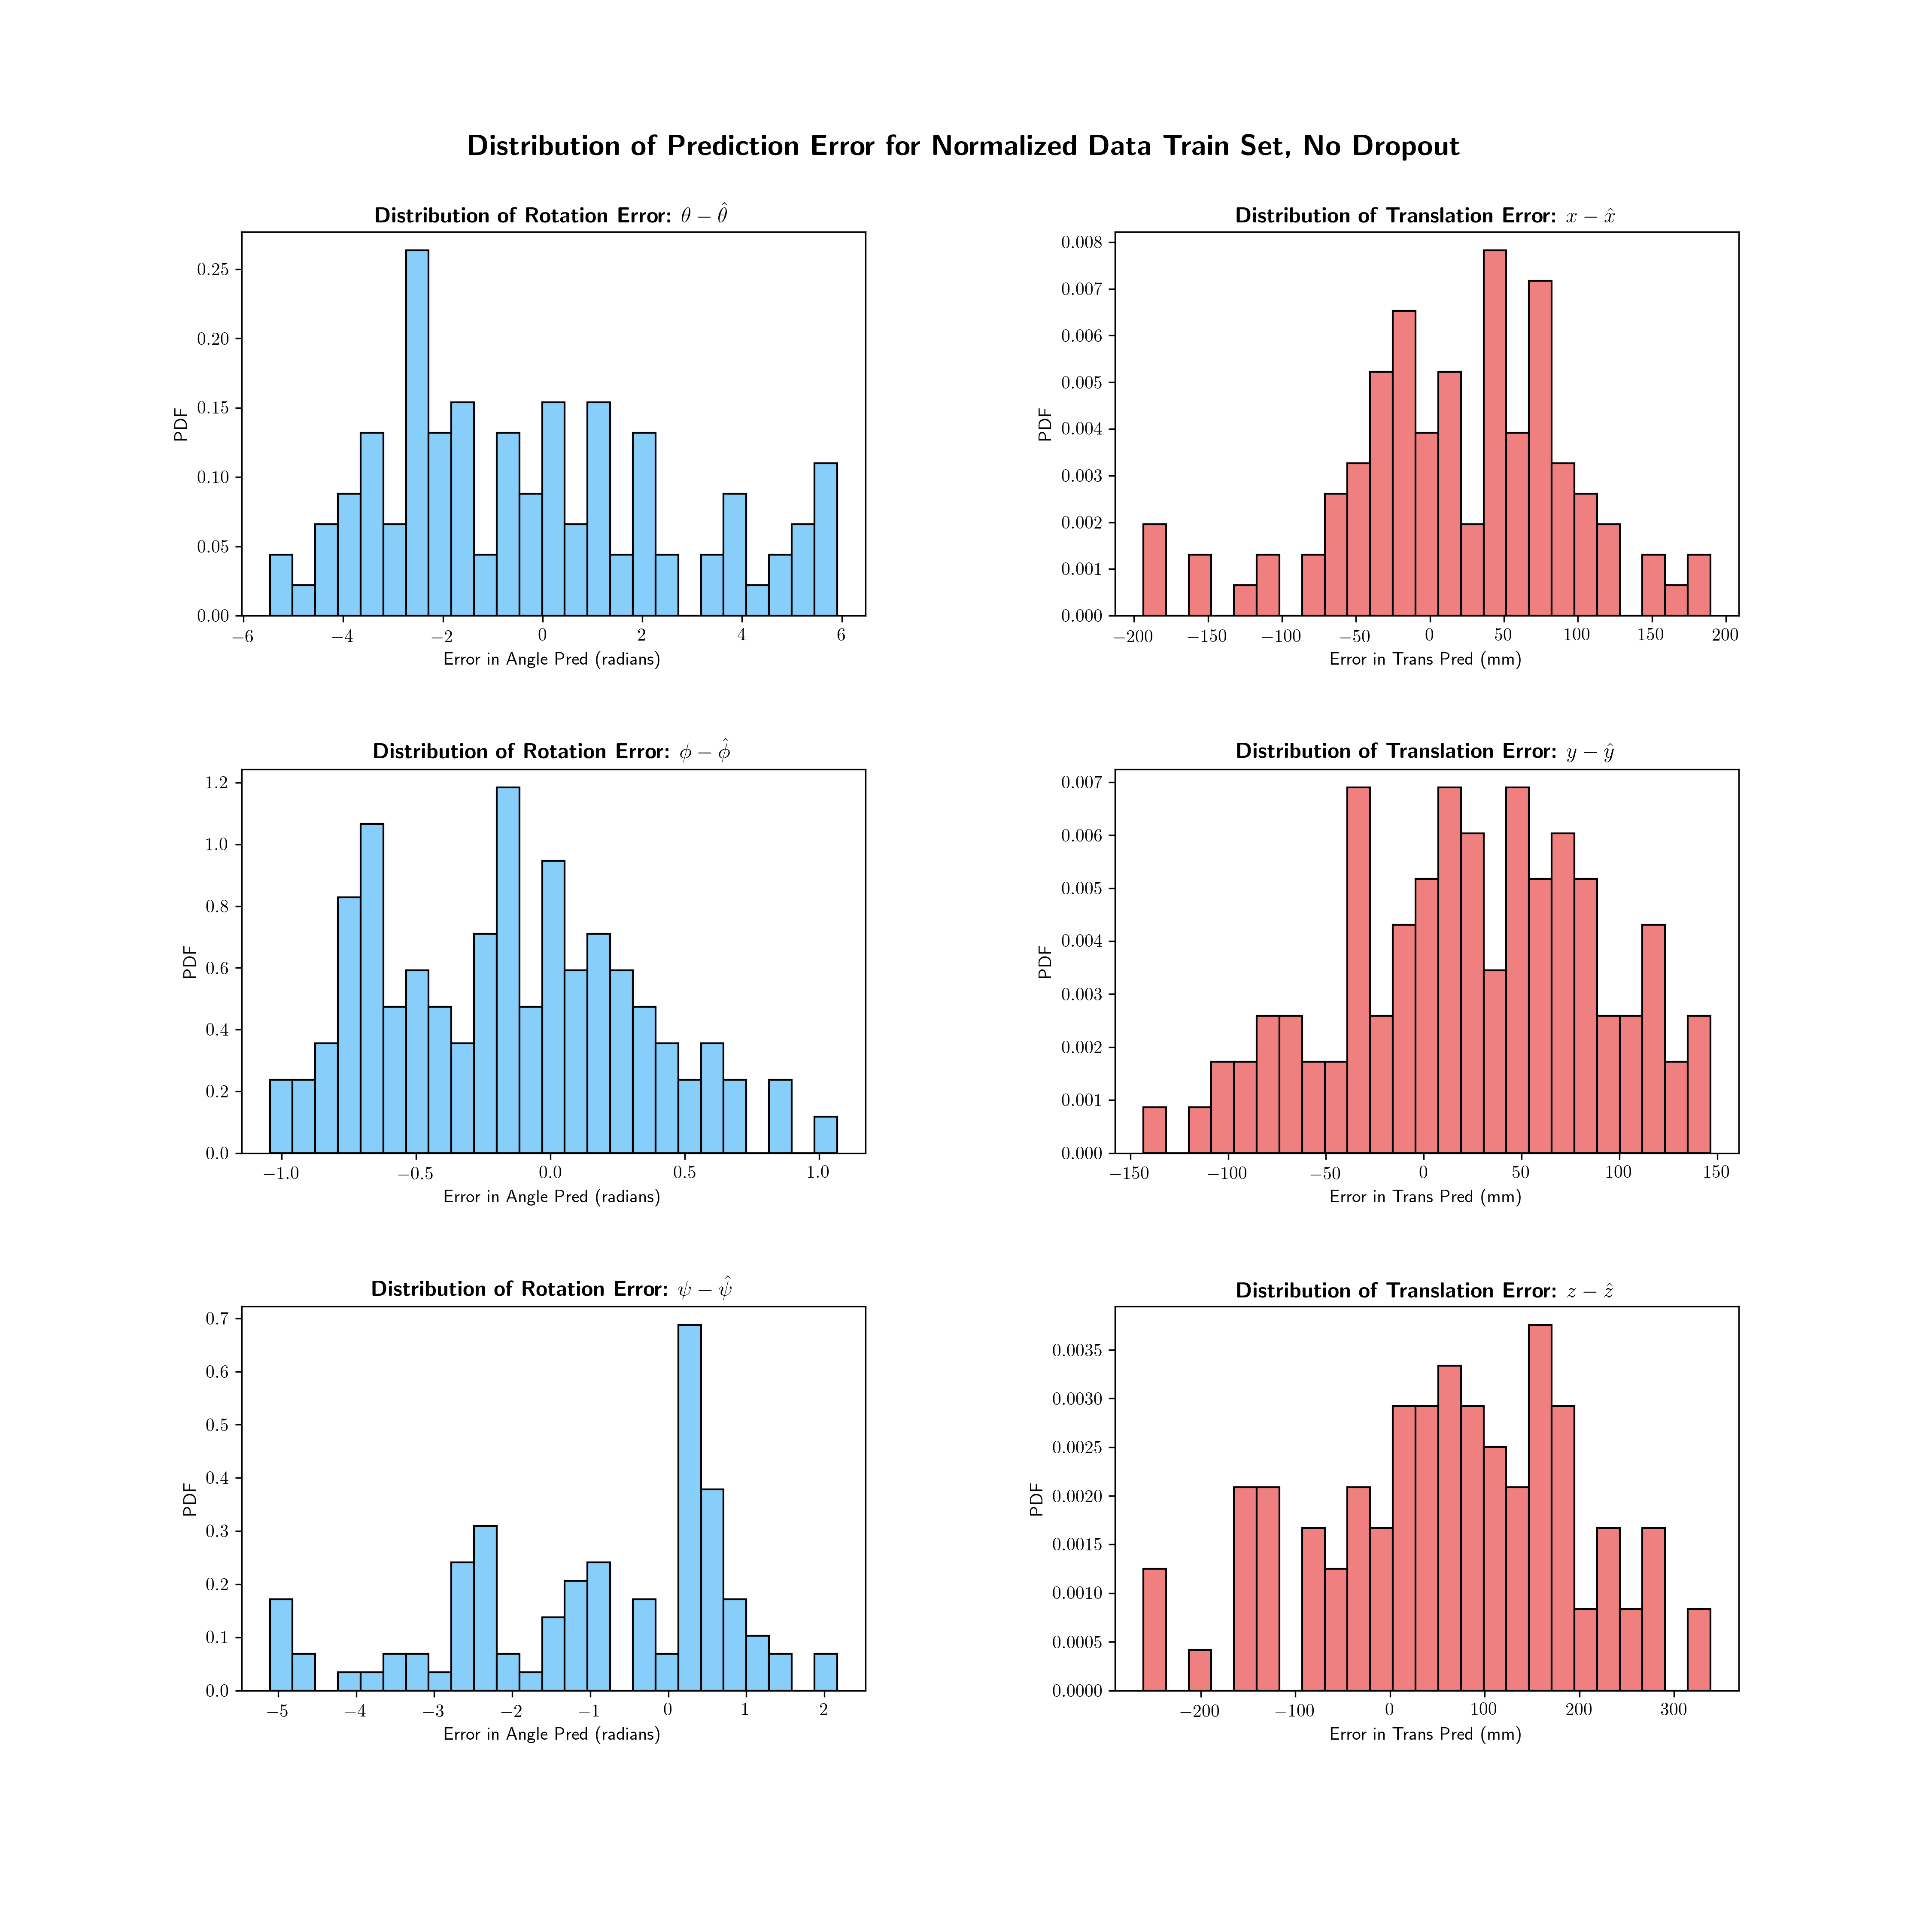 Distribution of Prediction Error for Normalized Data Train Set, No Dropout
Distribution of Rotation Error: θ − θ̂
0.25
0.20
0.15
0.10
0.05
0.00
PDF
−6 −4 −2 0 2 4 6
Error in Angle Pred (radians)
Distribution of Translation Error: x − x̂
0.008
0.007
0.006
0.005
0.004
0.003
0.002
0.001
0.000
PDF
−200 −150 −100 −50 0 50 100 150 200
Error in Trans Pred (mm)
Distribution of Rotation Error: ϕ − ϕ̂
1.2
1.0
0.8
0.6
0.4
0.2
0.0
PDF
−1.0 −0.5 0.0 0.5 1.0
Error in Angle Pred (radians)
Distribution of Translation Error: y − ŷ
0.007
0.006
0.005
0.004
0.003
0.002
0.001
0.000
PDF
−150 −100 −50 0 50 100 150
Error in Trans Pred (mm)
Distribution of Rotation Error: ψ − ψ̂
0.7
0.6
0.5
0.4
0.3
0.2
0.1
0.0
PDF
−5 −4 −3 −2 −1 0 1 2
Error in Angle Pred (radians)
Distribution of Translation Error: z − ẑ
0.0035
0.0030
0.0025
0.0020
0.0015
0.0010
0.0005
0.0000
PDF
−200 −100 0 100 200 300
Error in Trans Pred (mm)